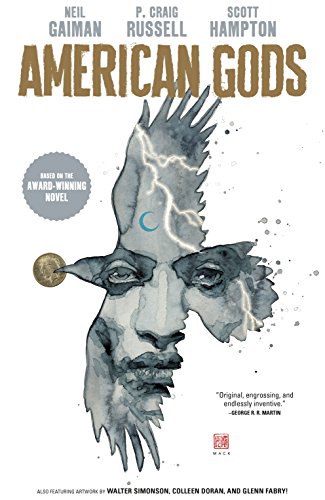 NEIL GAIMAN
P. CRAIG RUSSELL
SCOTT HAMPTON
AMERICAN GODS
BASED ON THE
AWARD-WINNING
NOVEL
"Original, engrossing, and
endlessly inventive."
—GEORGE R. R. MARTIN
MACK
ALSO FEATURING ARTWORK BY WALTER SIMONSON, COLLEEN DORAN, AND GLENN FABRY!